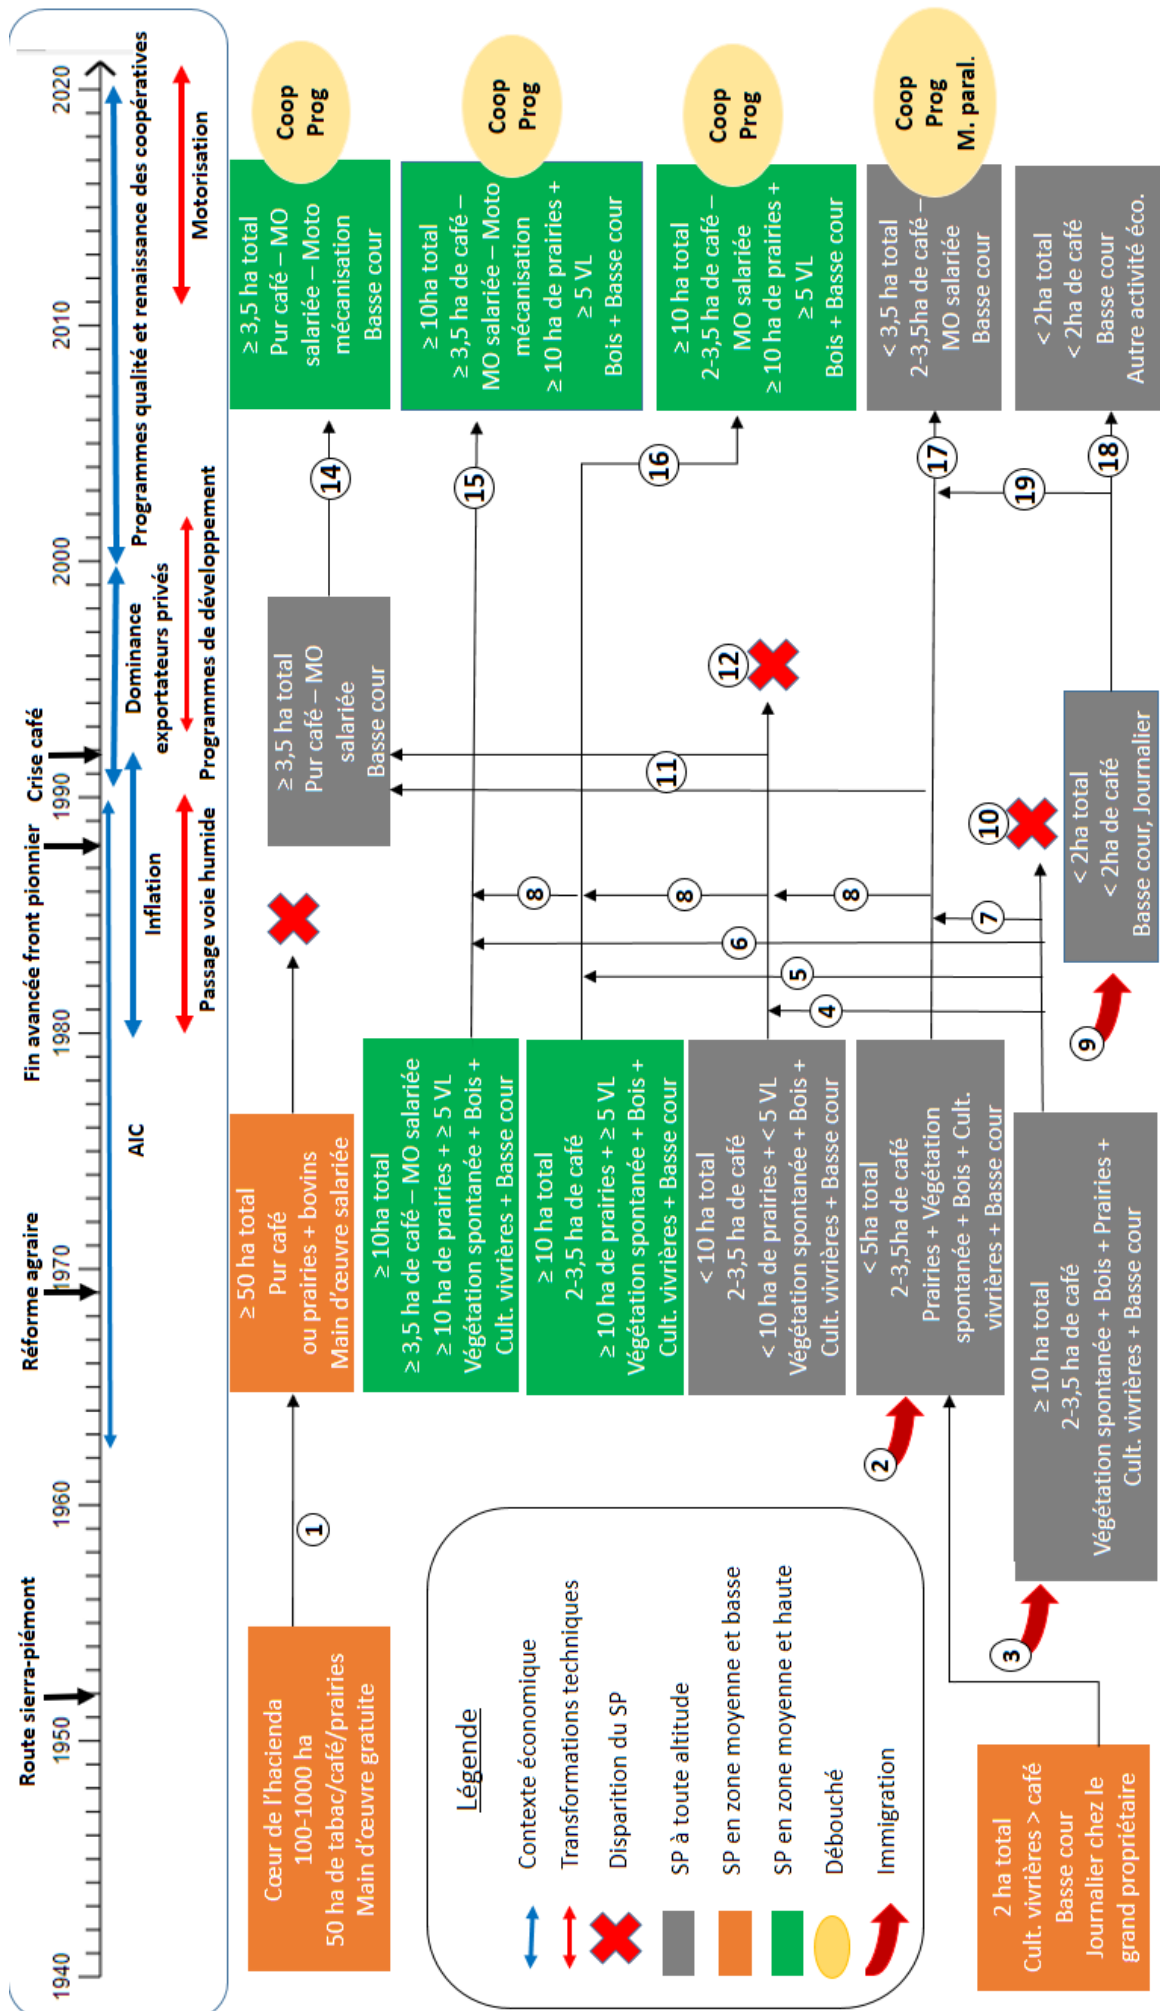 Route sierra-piémont
Réforme agraire
Fin avancée front pionnier
Crise café
1940
1950
1960
1970
1980
1990
2000
2010
2020
AIC
Inflation
Dominance
exportateurs privés
Programmes qualité et renaissance des coopératives
Passage voie humide
Programmes de développement
Motorisation
Cœur de l'hacienda
100-1000 ha
50 ha de tabac/café/prairies
Main d'œuvre gratuite
1
≥ 50 ha total
Pur café
ou prairies + bovins
Main d'œuvre salariée
≥ 3,5 ha total
Pur café – MO
salariée
Basse cour
14
≥ 3,5 ha total
Pur café – MO
salariée – Moto
mécanisation
Basse cour
Coop
Prog
≥ 10ha total
≥ 3,5 ha de café – MO salariée
≥ 10 ha de prairies + ≥ 5 VL
Végétation spontanée + Bois +
Cult. vivrières + Basse cour
15
≥ 10ha total
≥ 3,5 ha de café –
MO salariée – Moto
mécanisation
≥ 10 ha de prairies +
≥ 5 VL
Bois + Basse cour
Coop
Prog
≥ 10 ha total
2-3,5 ha de café
≥ 10 ha de prairies + ≥ 5 VL
Végétation spontanée + Bois +
Cult. vivrières + Basse cour
8
16
≥ 10 ha total
2-3,5 ha de café –
MO salariée
≥ 10 ha de prairies +
≥ 5 VL
Bois + Basse cour
Coop
Prog
< 10 ha total
2-3,5 ha de café
< 10 ha de prairies + < 5 VL
Végétation spontanée + Bois +
Cult. vivrières + Basse cour
4
5
6
8
8
11
12
2
< 5ha total
2-3,5ha de café
Prairies + Végétation
spontanée + Bois + Cult.
vivrières + Basse cour
7
17
< 3,5 ha total
2-3,5ha de café –
MO salariée
Basse cour
Coop
Prog
M. paral.
3
≥ 10 ha total
2-3,5 ha de café
Végétation spontanée + Bois + Prairies +
Cult. vivrières + Basse cour
10
9
< 2ha total
< 2ha de café
Basse cour, Journalier
19
18
< 2ha total
< 2ha de café
Basse cour
Autre activité éco.
2 ha total
Cult. vivrières > café
Basse cour
Journalier chez le
grand propriétaire
Légende
Contexte économique
Transformations techniques
Disparition du SP
SP à toute altitude
SP en zone moyenne et basse
SP en zone moyenne et haute
Débouché
Immigration